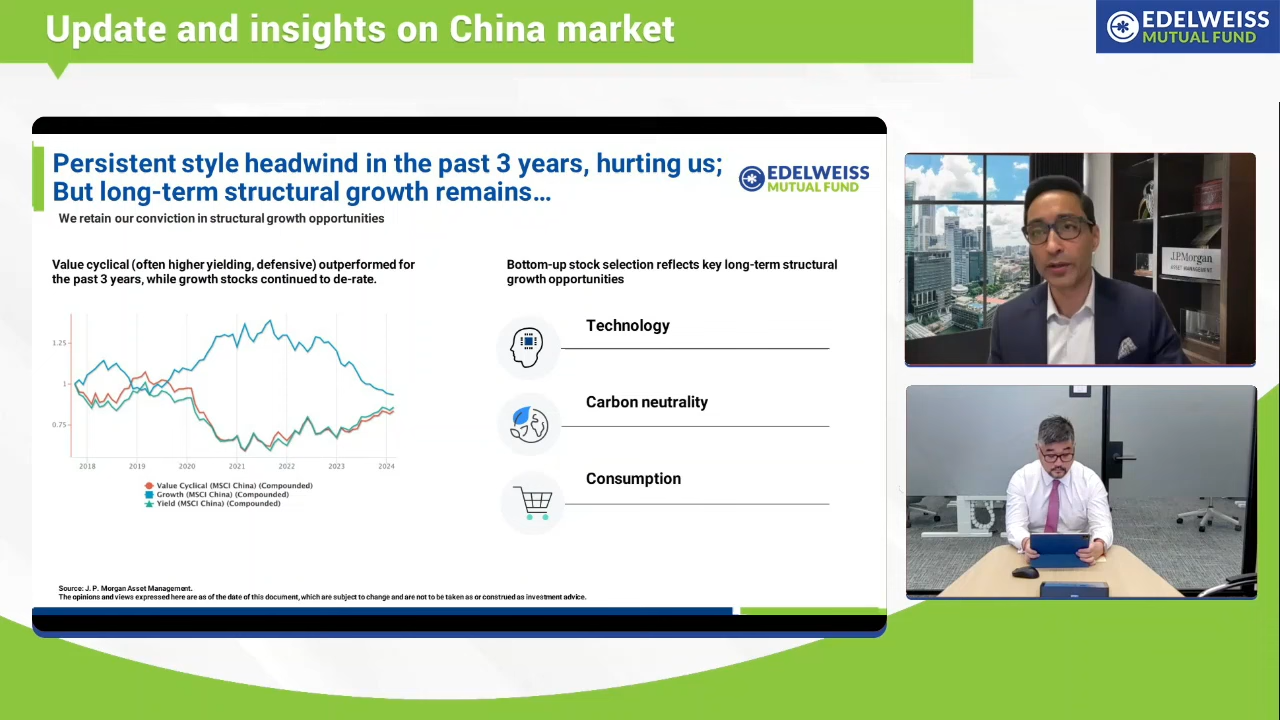 Update and insights on China market
EDELWEISS
MUTUAL FUND
Persistent style headwind in the past 3 years, hurting us;
But long-term structural growth remains…
EDELWEISS
MUTUAL FUND
We retain our conviction in structural growth opportunities
Value cyclical (often higher yielding, defensive) outperformed for
the past 3 years, while growth stocks continued to de-rate.
1.25
1
0.75
2018 2019 2020 2021 2022 2023 2024
Value Cyclical (MSCI China) (Compounded)
Growth (MSCI China) (Compounded)
Yield (MSCI China) (Compounded)
Bottom-up stock selection reflects key long-term structural
growth opportunities
Technology
Carbon neutrality
Consumption
Source: J. P. Morgan Asset Management.
The opinions and views expressed here are as of the date of this document, which are subject to change and are not to be taken as or construed as investment advice.
J.P.Morgan
ASSET MANAGEMENT